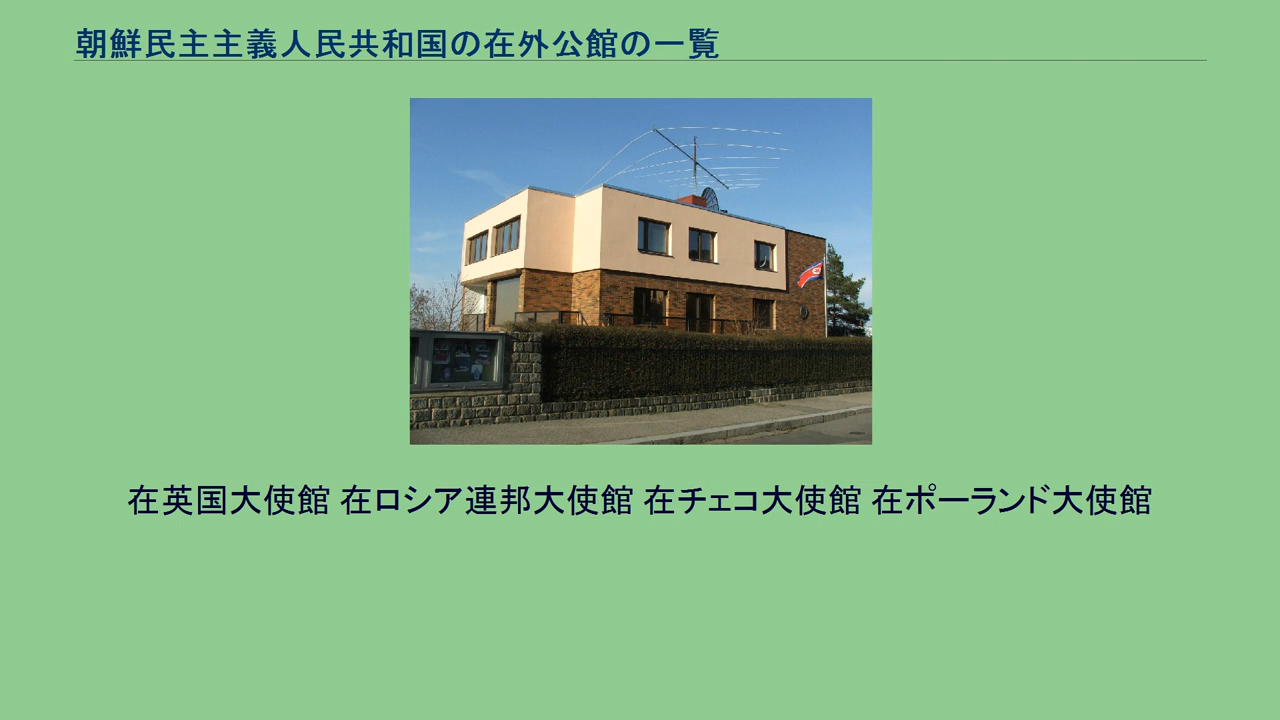 朝鮮民主主義人民共和国の在外公館の一覧
在英国大使館 在ロシア連邦大使館 在チェコ大使館 在ポーランド大使館